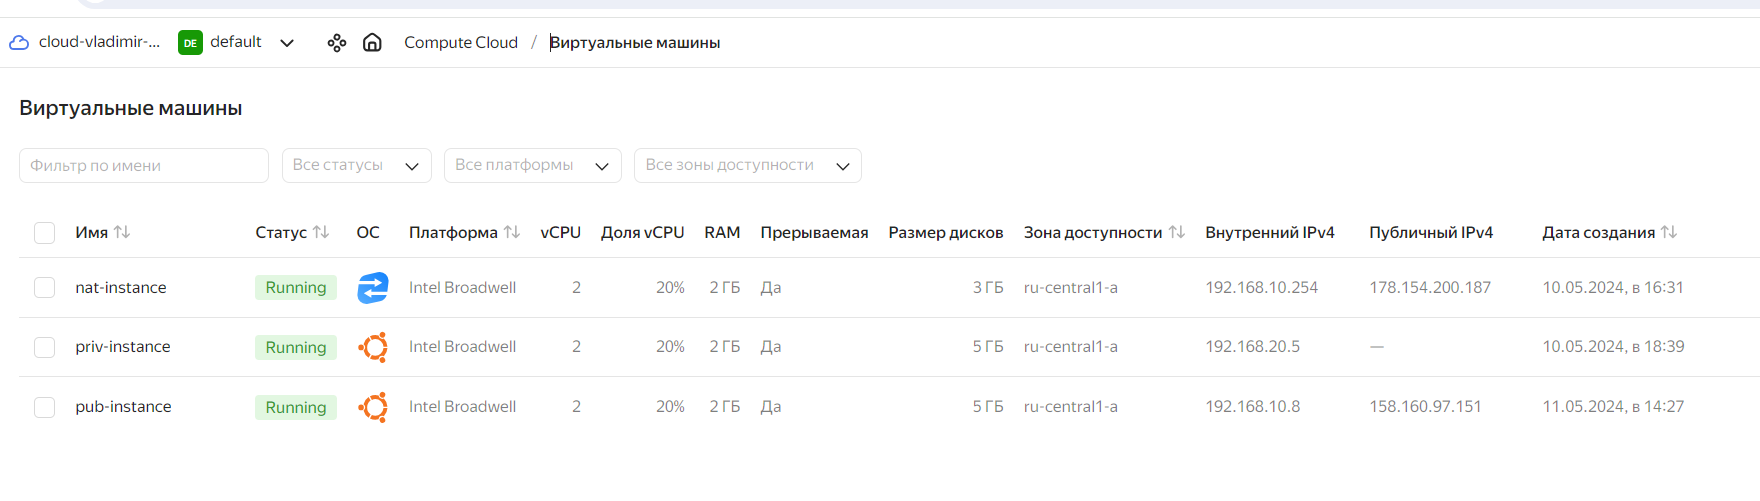 cloud-vladimir-... DE default Compute Cloud / Виртуальные машины
Виртуальные машины
Фильтр по имени Все статусы Все платформы Все зоны доступности
Имя Статус ОС Платформа vCPU Доля vCPU RAM Прерываемая Размер дисков Зона доступности Внутренний IPv4 Публичный IPv4 Дата создания
nat-instance Running Intel Broadwell 2 20% 2 ГБ Да 3 ГБ ru-central1-a 192.168.10.254 178.154.200.187 10.05.2024, в 16:31
priv-instance Running Intel Broadwell 2 20% 2 ГБ Да 5 ГБ ru-central1-a 192.168.20.5 — 10.05.2024, в 18:39
pub-instance Running Intel Broadwell 2 20% 2 ГБ Да 5 ГБ ru-central1-a 192.168.10.8 158.160.97.151 11.05.2024, в 14:27